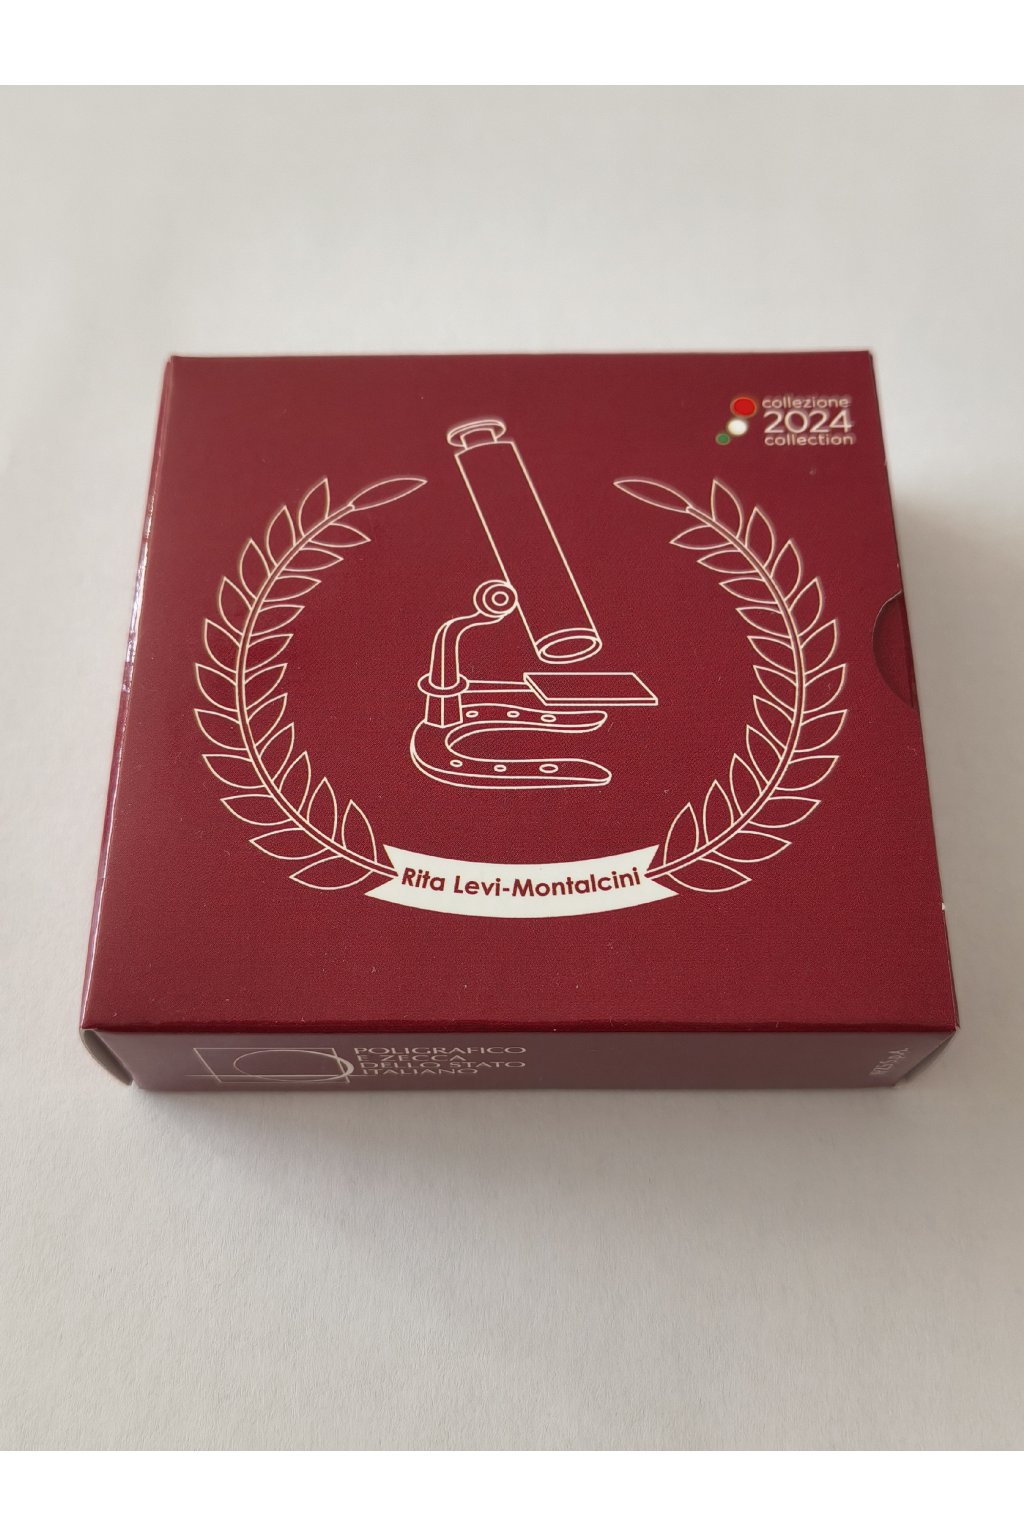 collezione
2024
collection
Rita Levi-Montalcini
POLIGRAFICO
E ZECCA
DELLO STATO
ITALIANO